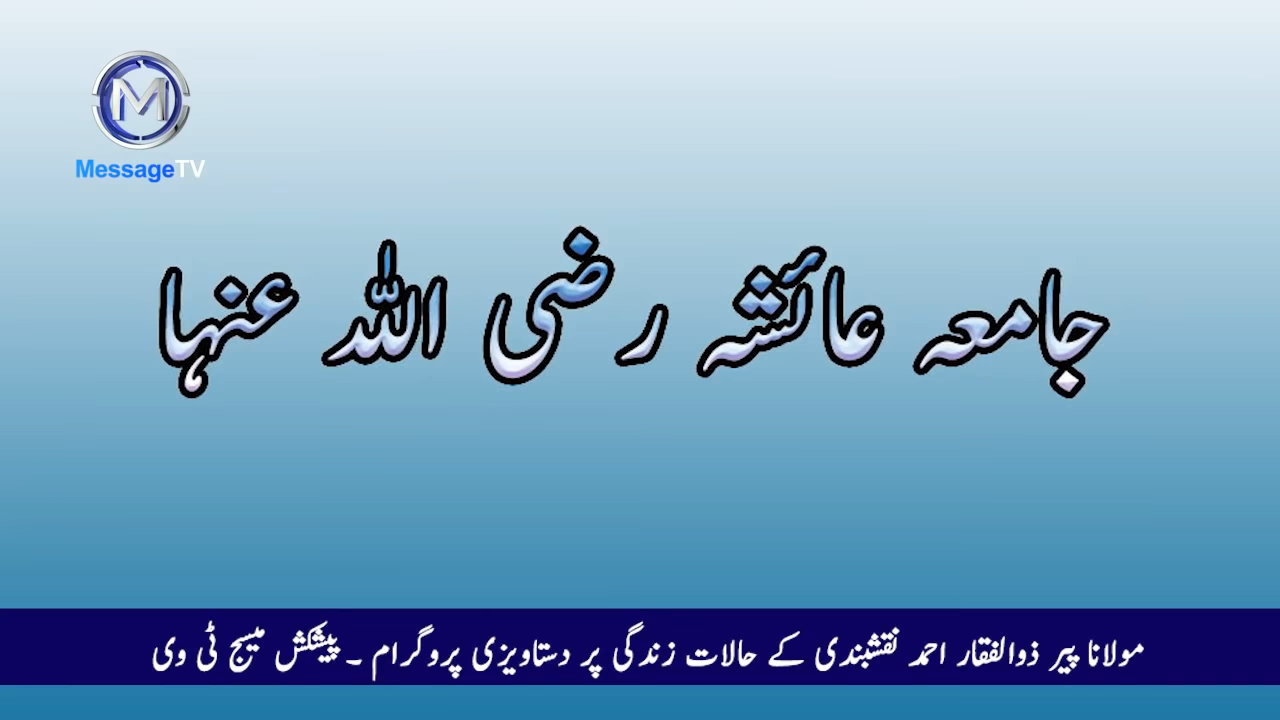 MessageTV
جامعہ عائشہ رضی اللہ عنہا
مولانا پیر ذوالفقار احمد نقشبندی کے حالات زندگی پر دستاویزی پروگرام ۔ پیشکش میسج ٹی وی